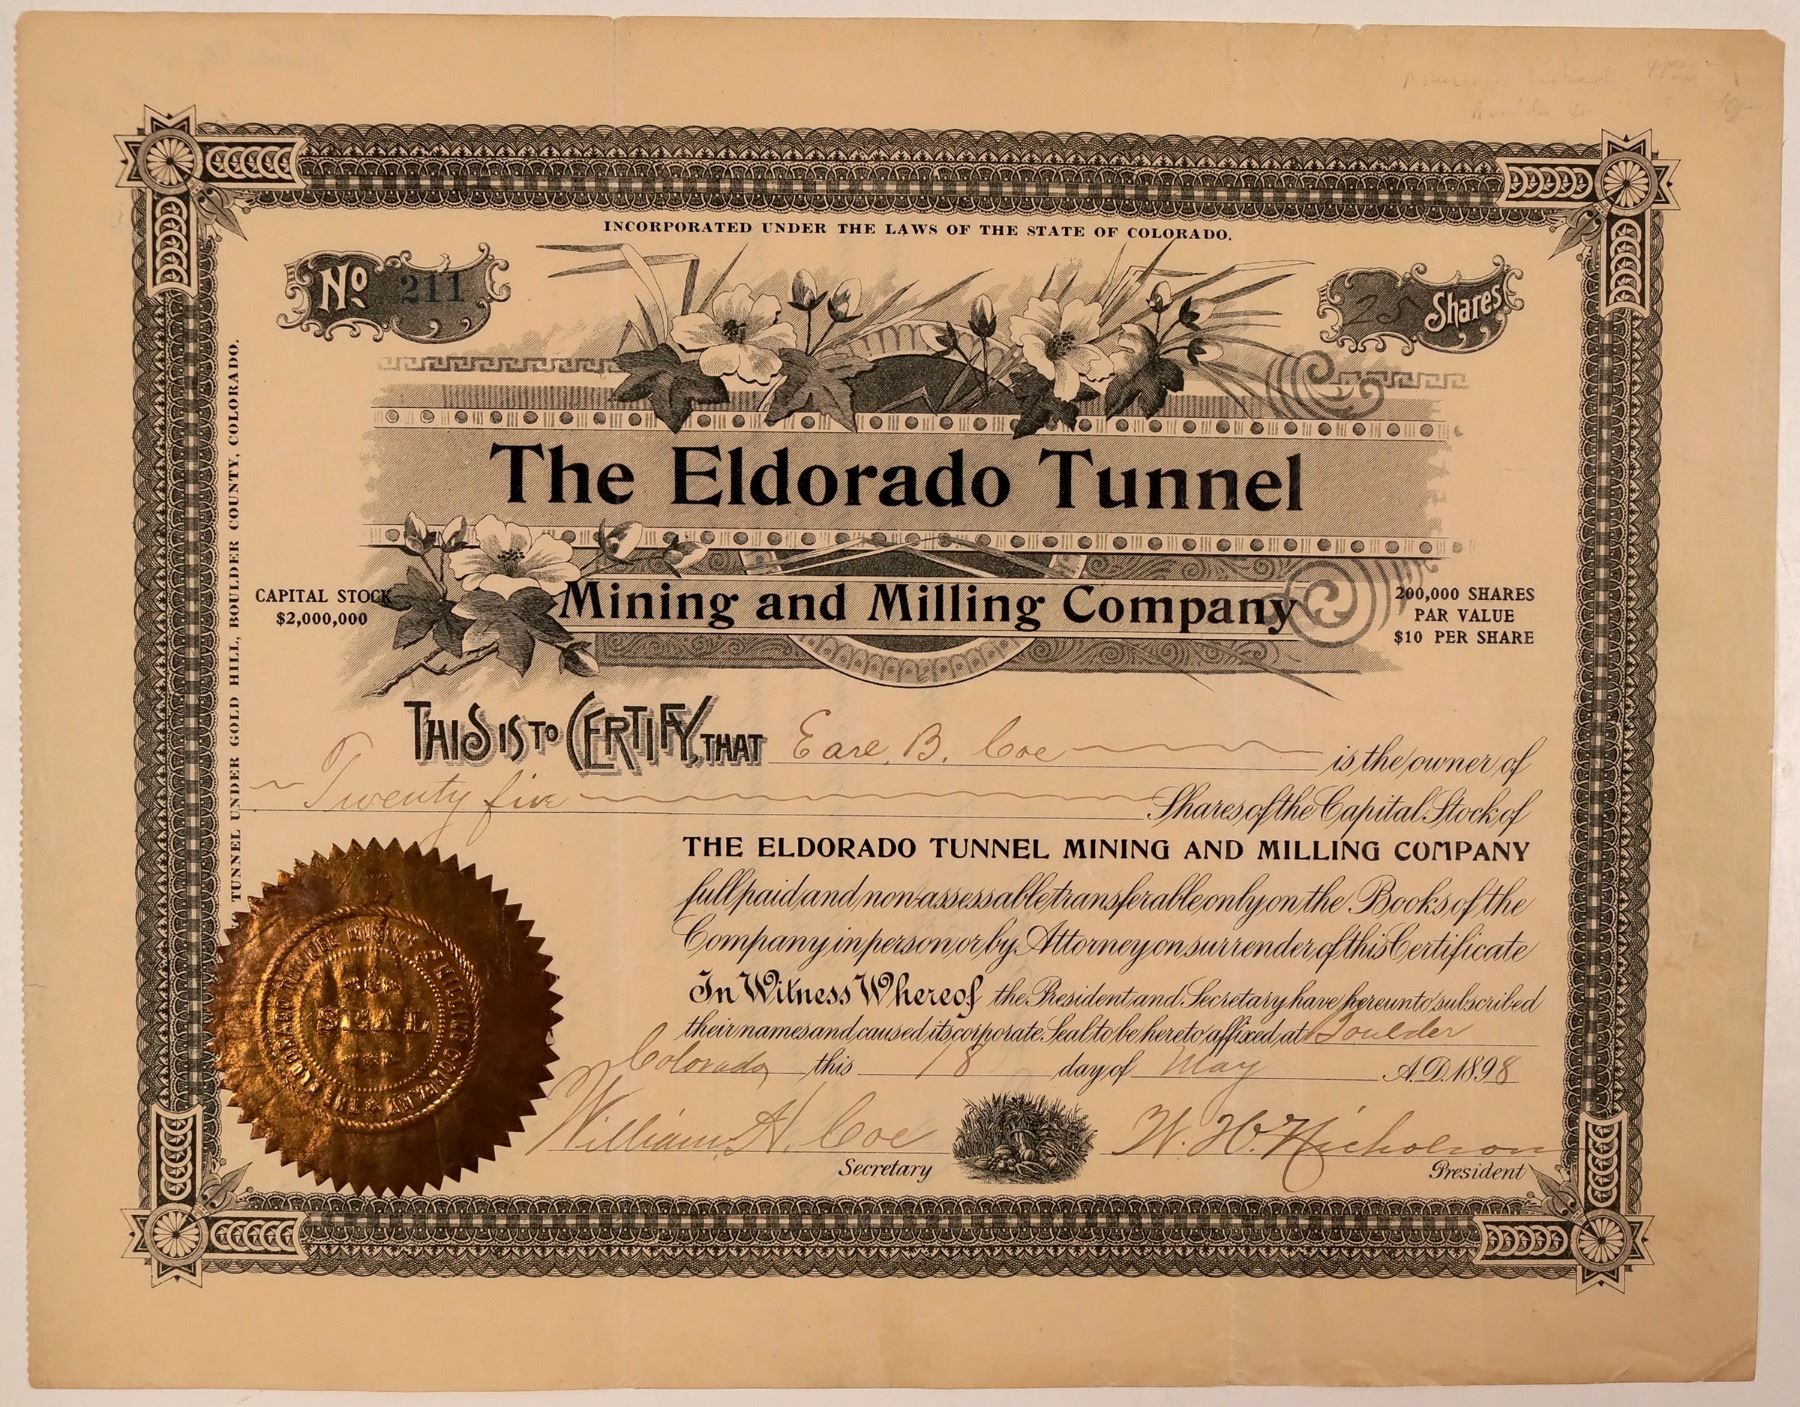 INCORPORATED UNDER THE LAWS OF THE STATE OF COLORADO.
No. 211
25 Shares
The Eldorado Tunnel
Mining and Milling Company
CAPITAL STOCK
$2,000,000
200,000 SHARES
PAR VALUE
$10 PER SHARE
TUNNEL UNDER GOLD HILL, BOULDER COUNTY, COLORADO.
THIS IS TO CERTIFY, THAT Earl B. Coe is the owner of
Twenty five Shares of the Capital Stock of
THE ELDORADO TUNNEL MINING AND MILLING COMPANY
full paid and non-assessable transferable only on the Books of the
Company in person or by Attorney on surrender of this Certificate
In Witness Whereof the President and Secretary have hereunto subscribed
their names and caused its corporate Seal to be hereto affixed at Boulder
Colorado this 18 day of May A.D. 1898
William H. Coe
Secretary
W. H. Nicholson
President
THE ELDORADO TUNNEL MINING & MILLING COMPANY
SEAL